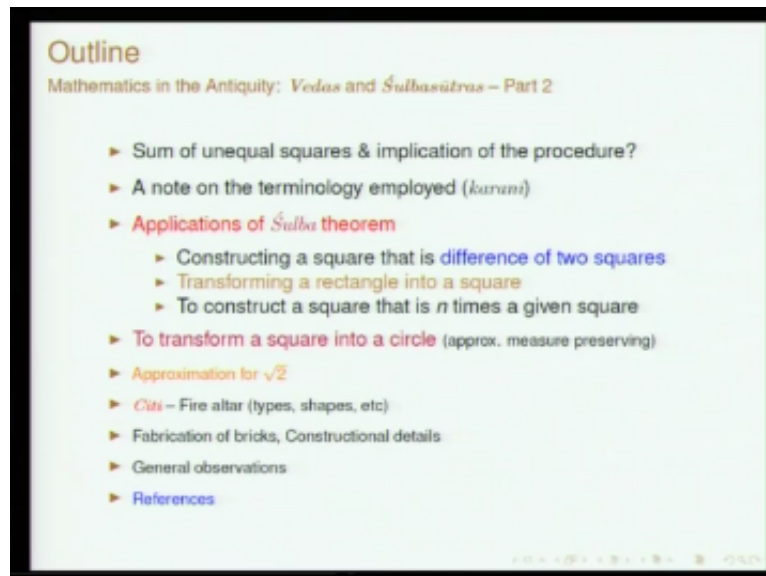 Outline
Mathematics in the Antiquity: Vedas and Śulbasūtras – Part 2
► Sum of unequal squares & implication of the procedure?
► A note on the terminology employed (karani)
► Applications of Śulba theorem
► Constructing a square that is difference of two squares
► Transforming a rectangle into a square
► To construct a square that is n times a given square
► To transform a square into a circle (approx. measure preserving)
► Approximation for √2
► Citi – Fire altar (types, shapes, etc)
► Fabrication of bricks, Constructional details
► General observations
► References